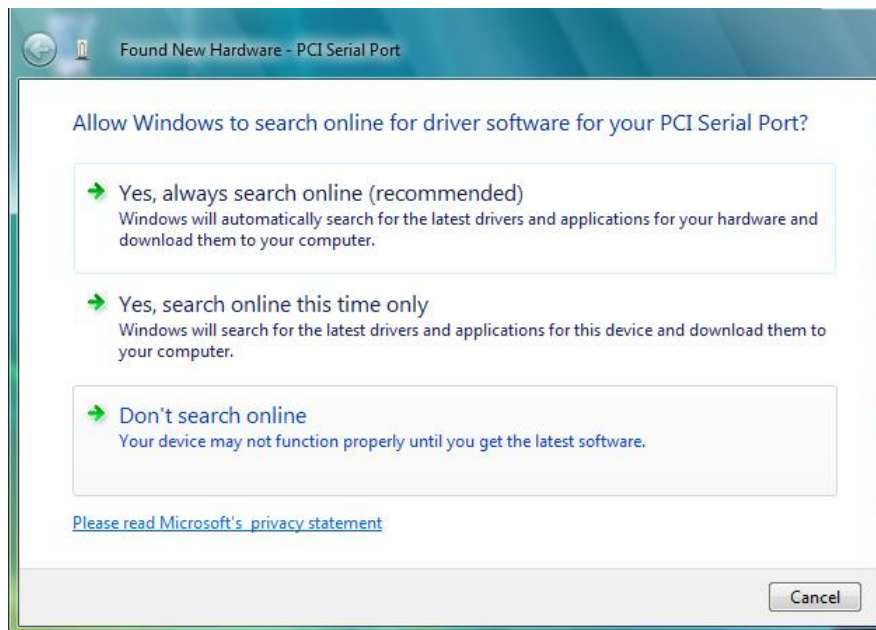 Found New Hardware - PCI Serial Port
Allow Windows to search online for driver software for your PCI Serial Port?
Yes, always search online (recommended)
Windows will automatically search for the latest drivers and applications for your hardware and
download them to your computer.
Yes, search online this time only
Windows will search for the latest drivers and applications for this device and download them to
your computer.
Don't search online
Your device may not function properly until you get the latest software.
Please read Microsoft's privacy statement
Cancel